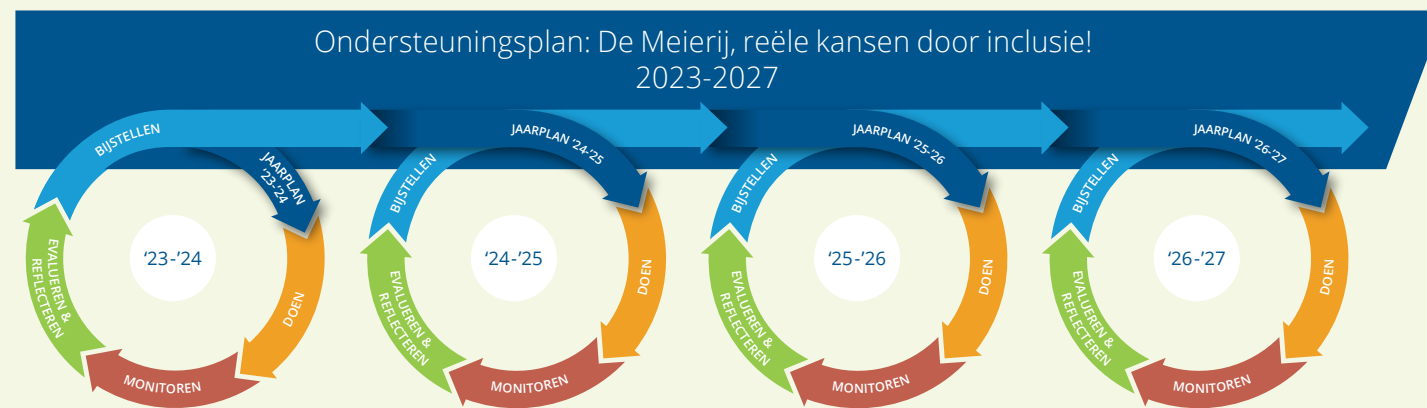 Ondersteuningsplan: De Meierij, reële kansen door inclusie!
2023-2027
BIJSTELLEN
JAARPLAN
'23-'24
DOEN
MONITOREN
EVALUEREN &
REFLECTEREN
‘23-’24
JAARPLAN ‘24-’25
BIJSTELLEN
DOEN
MONITOREN
EVALUEREN &
REFLECTEREN
‘24-’25
JAARPLAN ‘25-’26
BIJSTELLEN
DOEN
MONITOREN
EVALUEREN &
REFLECTEREN
‘25-’26
JAARPLAN ‘26-’27
BIJSTELLEN
DOEN
MONITOREN
EVALUEREN &
REFLECTEREN
‘26-’27